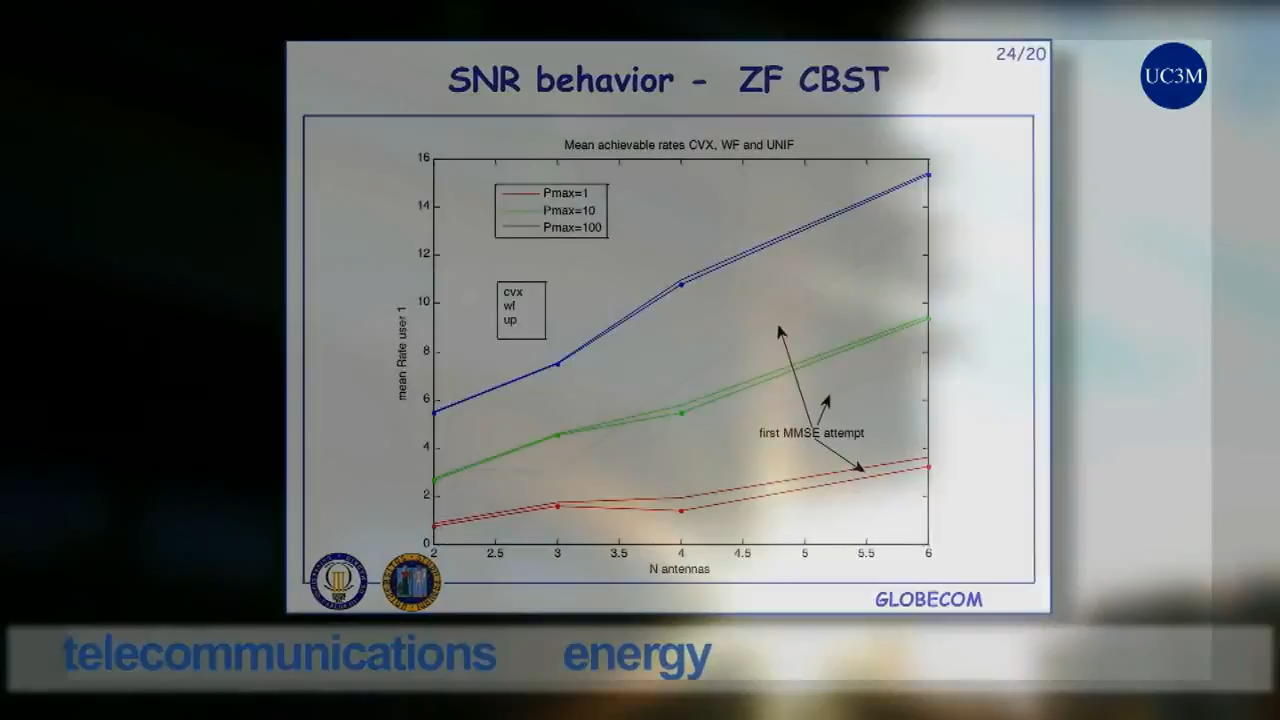 24/20
UC3M
SNR behavior - ZF CBST
Mean achievable rates CVX, WF and UNIF
16
14
12
10
8
6
4
2
0
mean Rate user 1
Pmax=1
Pmax=10
Pmax=100
cvx
wf
up
first MMSE attempt
2 2.5 3 3.5 4 4.5 5 5.5 6
N antennas
GLOBECOM
telecommunications energy